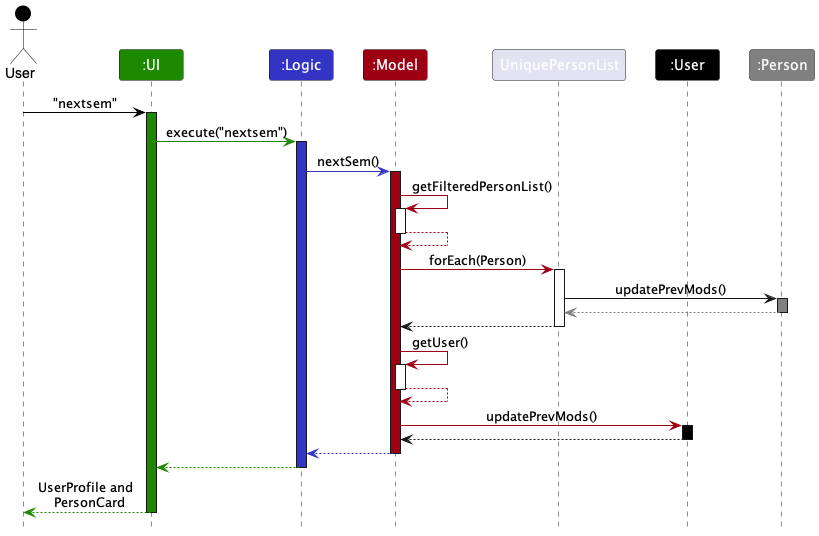 User
:UI
:Logic
:Model
UniquePersonList
:User
:Person
"nextsem"
execute("nextsem")
nextSem()
getFilteredPersonList()
forEach(Person)
updatePrevMods()
getUser()
updatePrevMods()
UserProfile and
PersonCard